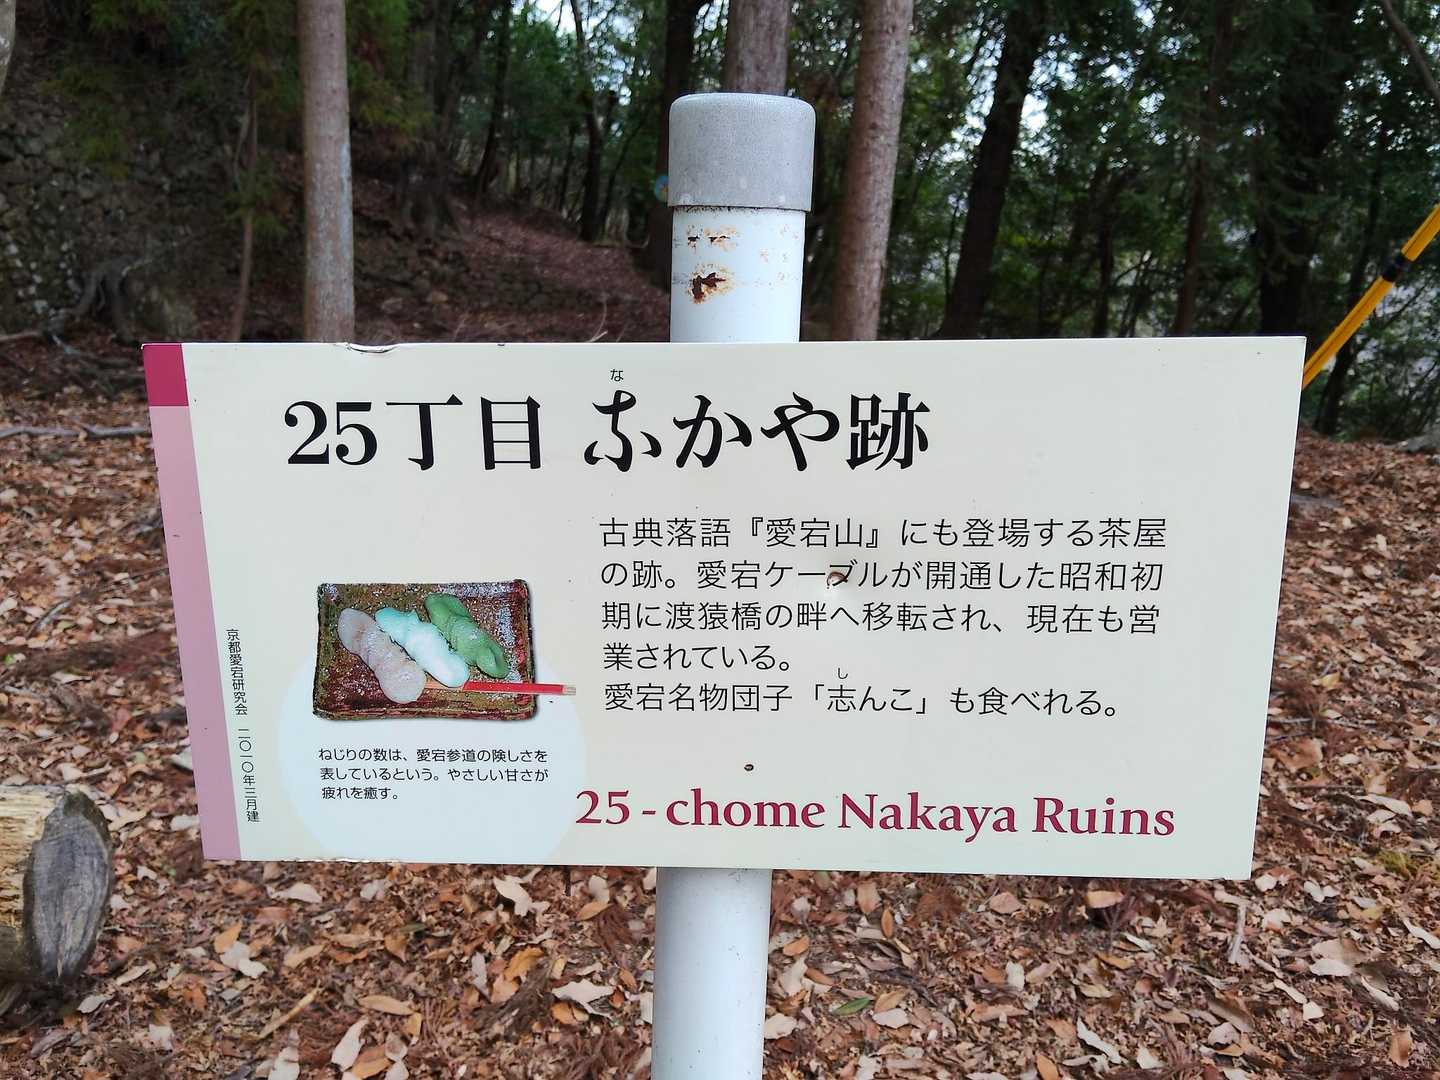 な
25丁目 なかや跡
古典落語『愛宕山』にも登場する茶屋
の跡。愛宕ケーブルが開通した昭和初
期に渡猿橋の畔へ移転され、現在も営
業されている。
し
愛宕名物団子「志んこ」も食べれる。
ねじりの数は、愛宕参道の険しさを
表しているという。やさしい甘さが
疲れを癒す。
京都愛宕研究会 二〇一〇年三月建
25-chome Nakaya Ruins